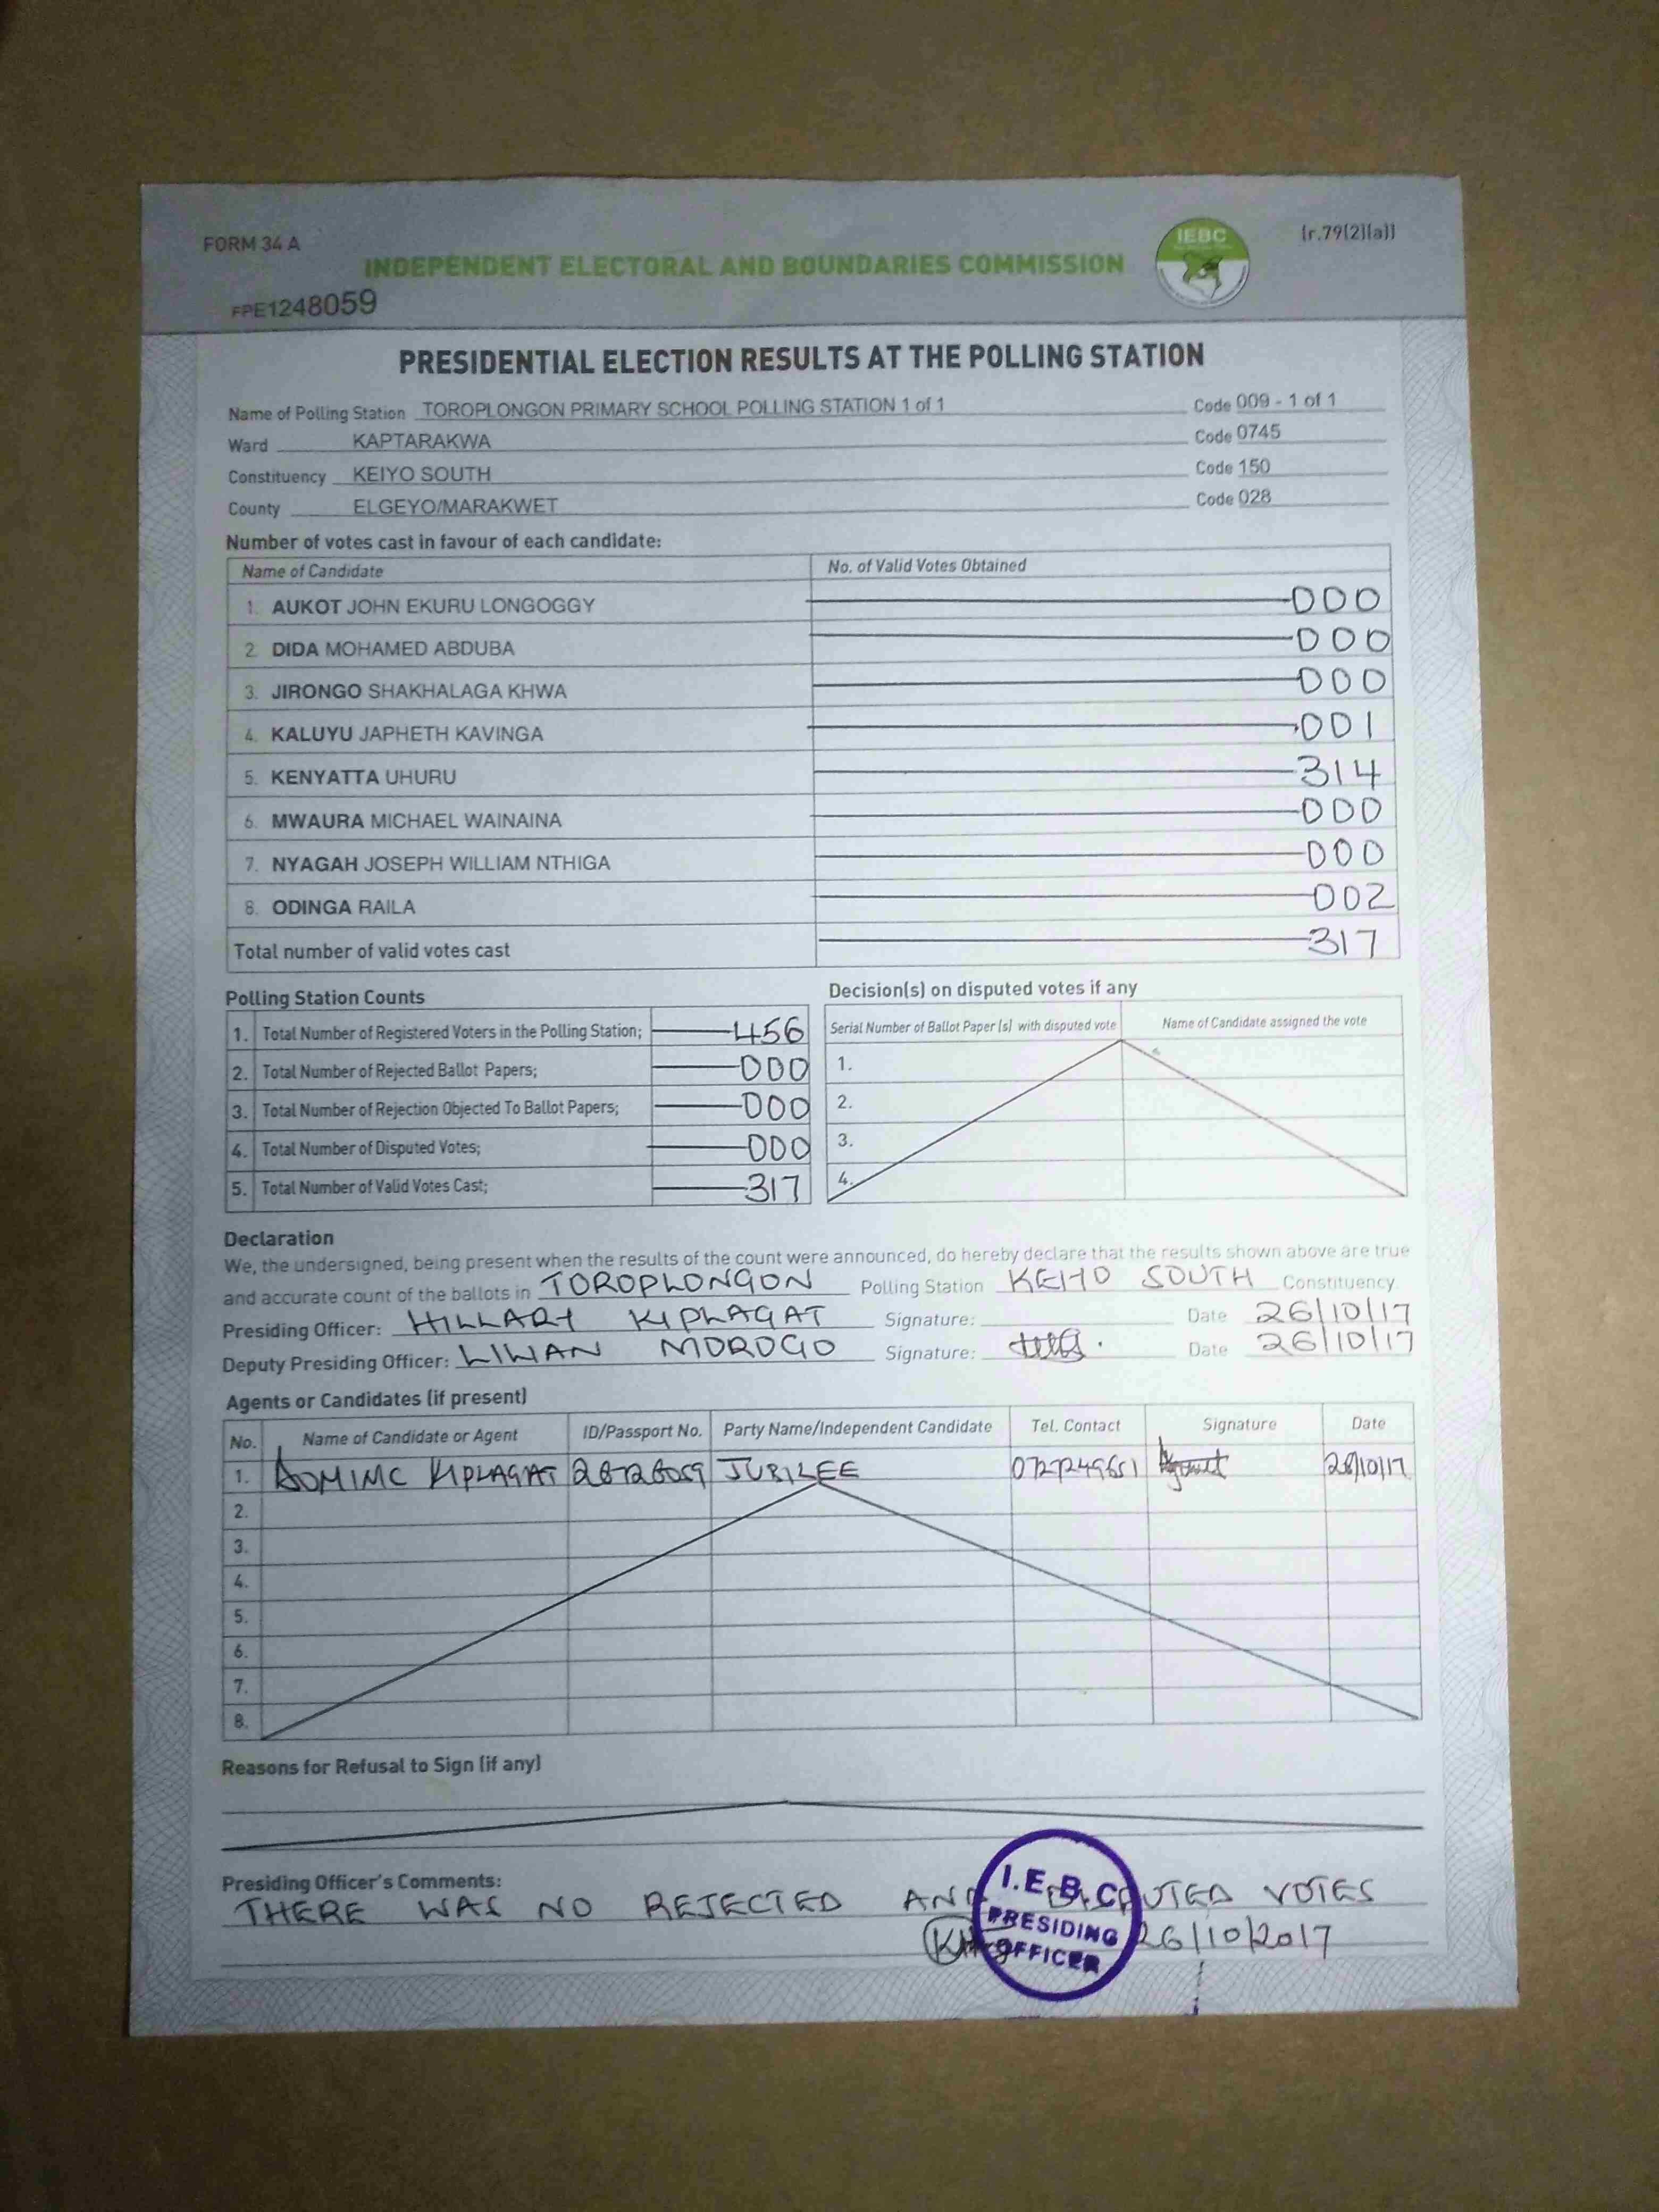 FORM 34 A
INDEPENDENT ELECTORAL AND BOUNDARIES COMMISSION
IEBC
(r.79(2)(a))
FPE1248059
PRESIDENTIAL ELECTION RESULTS AT THE POLLING STATION
Name of Polling Station TOROPLONGON PRIMARY SCHOOL POLLING STATION 1 of 1 Code 009 - 1 of 1
Ward KAPTARAKWA Code 0745
Constituency KEIYO SOUTH Code 150
County ELGEYO/MARAKWET Code 028
Number of votes cast in favour of each candidate:
Name of Candidate No. of Valid Votes Obtained
1. AUKOT JOHN EKURU LONGOGGY 000
2. DIDA MOHAMED ABDUBA 000
3. JIRONGO SHAKHALAGA KHWA 000
4. KALUYU JAPHETH KAVINGA 001
5. KENYATTA UHURU 314
6. MWAURA MICHAEL WAINAINA 000
7. NYAGAH JOSEPH WILLIAM NTHIGA 000
8. ODINGA RAILA 002
Total number of valid votes cast 317
Polling Station Counts
1. Total Number of Registered Voters in the Polling Station; 456
2. Total Number of Rejected Ballot Papers; 000
3. Total Number of Rejection Objected To Ballot Papers; 000
4. Total Number of Disputed Votes; 000
5. Total Number of Valid Votes Cast; 317
Decision(s) on disputed votes if any
Serial Number of Ballot Paper (s) with disputed vote Name of Candidate assigned the vote
1.
2.
3.
4.
Declaration
We, the undersigned, being present when the results of the count were announced, do hereby declare that the results shown above are true
and accurate count of the ballots in TOROPLONGON Polling Station KEIYO SOUTH Constituency
Presiding Officer: HILLARY KIPLAGAT Signature: Date 26/10/17
Deputy Presiding Officer: LIWAN MOROGO Signature: Date 26/10/17
Agents or Candidates (if present)
No. Name of Candidate or Agent ID/Passport No. Party Name/Independent Candidate Tel. Contact Signature Date
1. DOMINIC KIPLAGAT JUBILEE 26/10/17
2.
3.
4.
5.
6.
7.
8.
Reasons for Refusal to Sign (if any)
Presiding Officer's Comments:
THERE WAS NO REJECTED AND DISPUTED VOTES
26/10/2017
I.E.B.C
PRESIDING
OFFICER